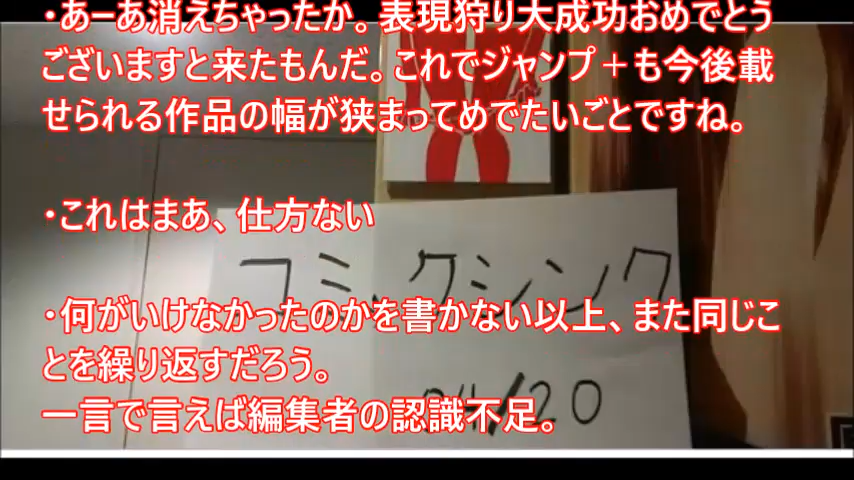 ・あーあ消えちゃったか。表現狩り大成功おめでとう
ございますと来たもんだ。これでジャンプ＋も今後載
せられる作品の幅が狭まってめでたいごとですね。
・これはまあ、仕方ない
コミックシンク
・何がいけなかったのかを書かない以上、また同じこ
とを繰り返すだろう。
04/20
一言で言えば編集者の認識不足。